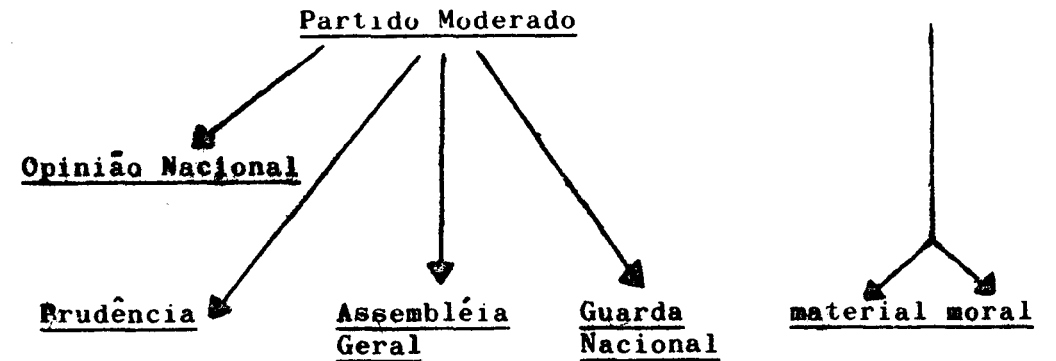 Partido Moderado
Opinião Nacional
Prudência
Assembléia
Geral
Guarda
Nacional
material moral